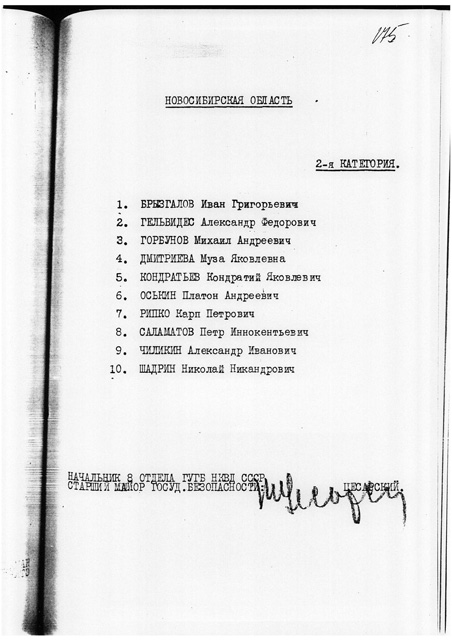 175
НОВОСИБИРСКАЯ ОБЛАСТЬ
2-я КАТЕГОРИЯ.
1. БРЫЗГАЛОВ Иван Григорьевич
2. ГЕЛЬВИДЕС Александр Федорович
3. ГОРБУНОВ Михаил Андреевич
4. ДМИТРИЕВА Муза Яковлевна
5. КОНДРАТЬЕВ Кондратий Яковлевич
6. ОСЬКИН Платон Андреевич
7. РИПКО Карп Петрович
8. САЛАМАТОВ Петр Иннокентьевич
9. ЧИЛИКИН Александр Иванович
10. ШАДРИН Николай Никандрович
НАЧАЛЬНИК 8 ОТДЕЛА ГУГБ НКВД СССР
СТАРШИЙ МАЙОР ГОСУД.БЕЗОПАСНОСТИ: ЦЕСАРСКИЙ.